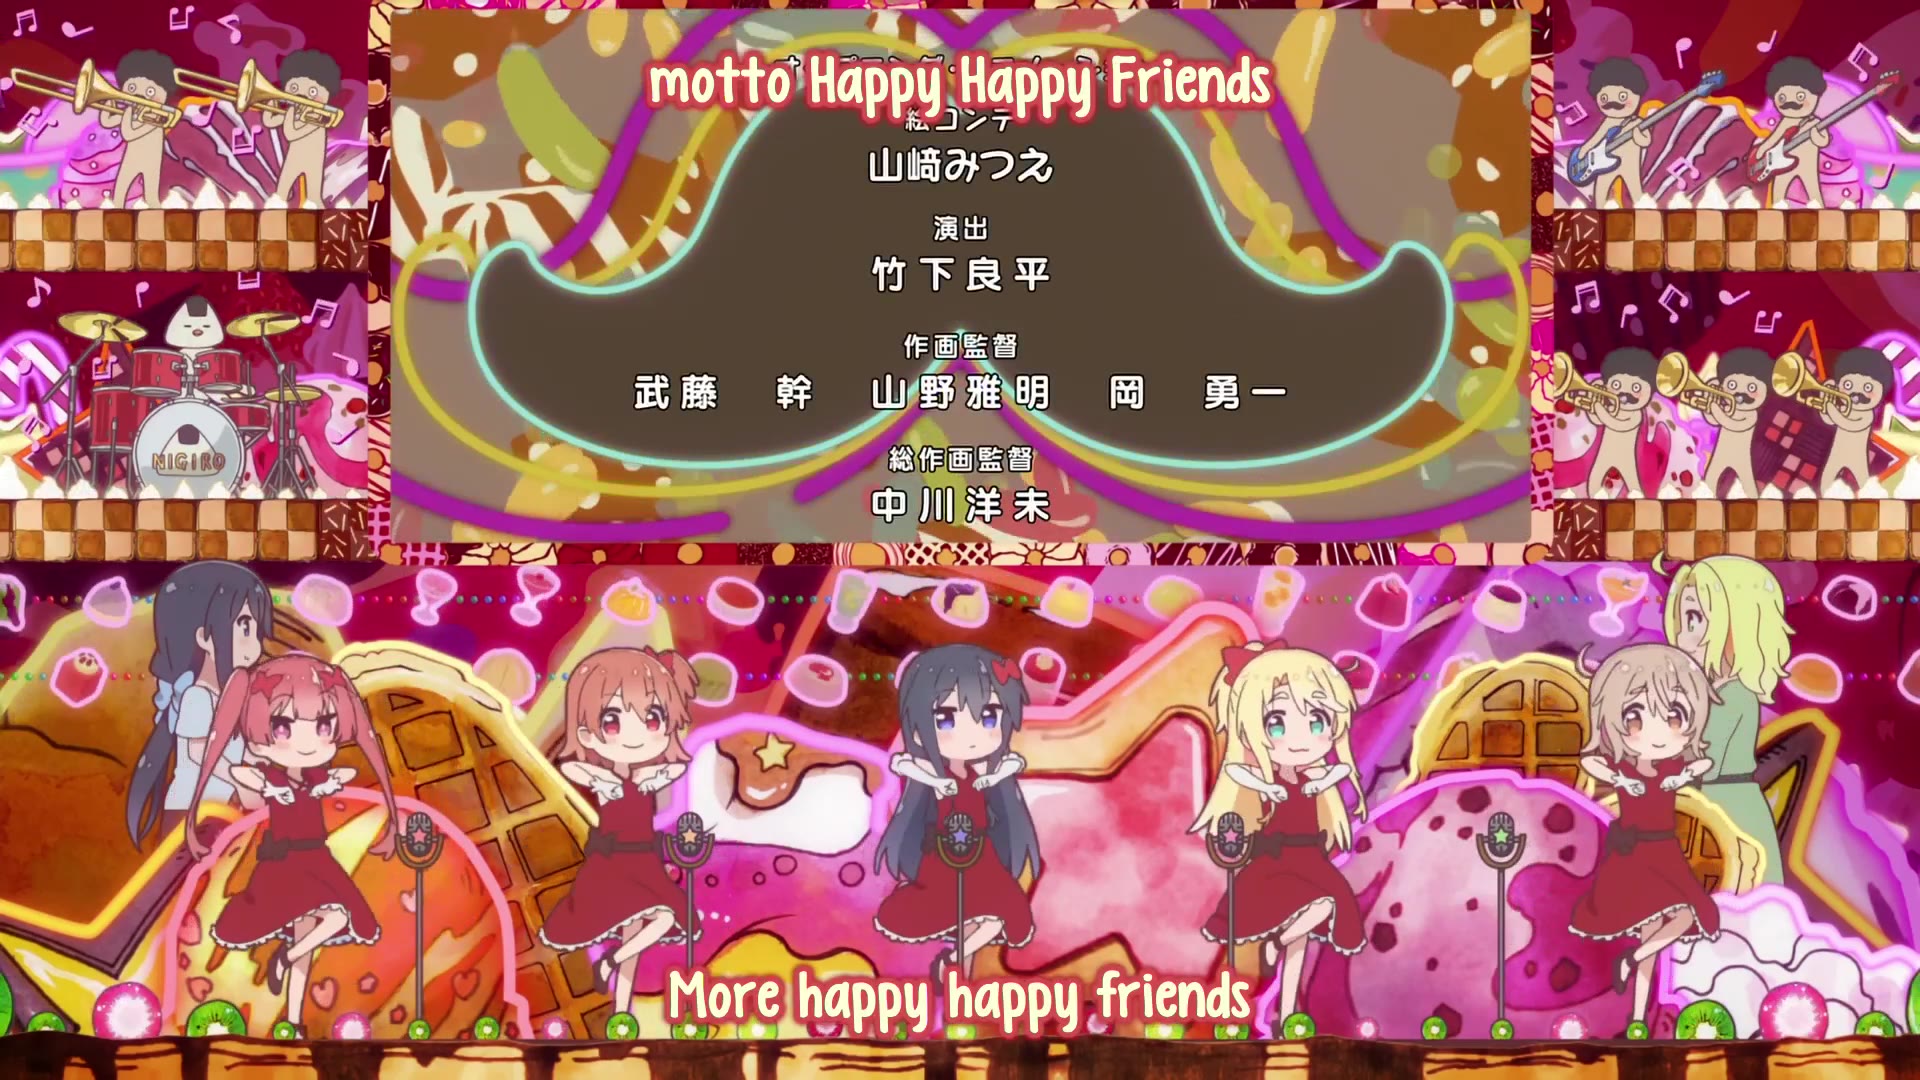 motto Happy Happy Friends
絵コンテ
山﨑みつえ
演出
竹下良平
作画監督
武藤 幹 山野雅明 岡 勇一
総作画監督
中川洋未
NIGIRO
More happy happy friends